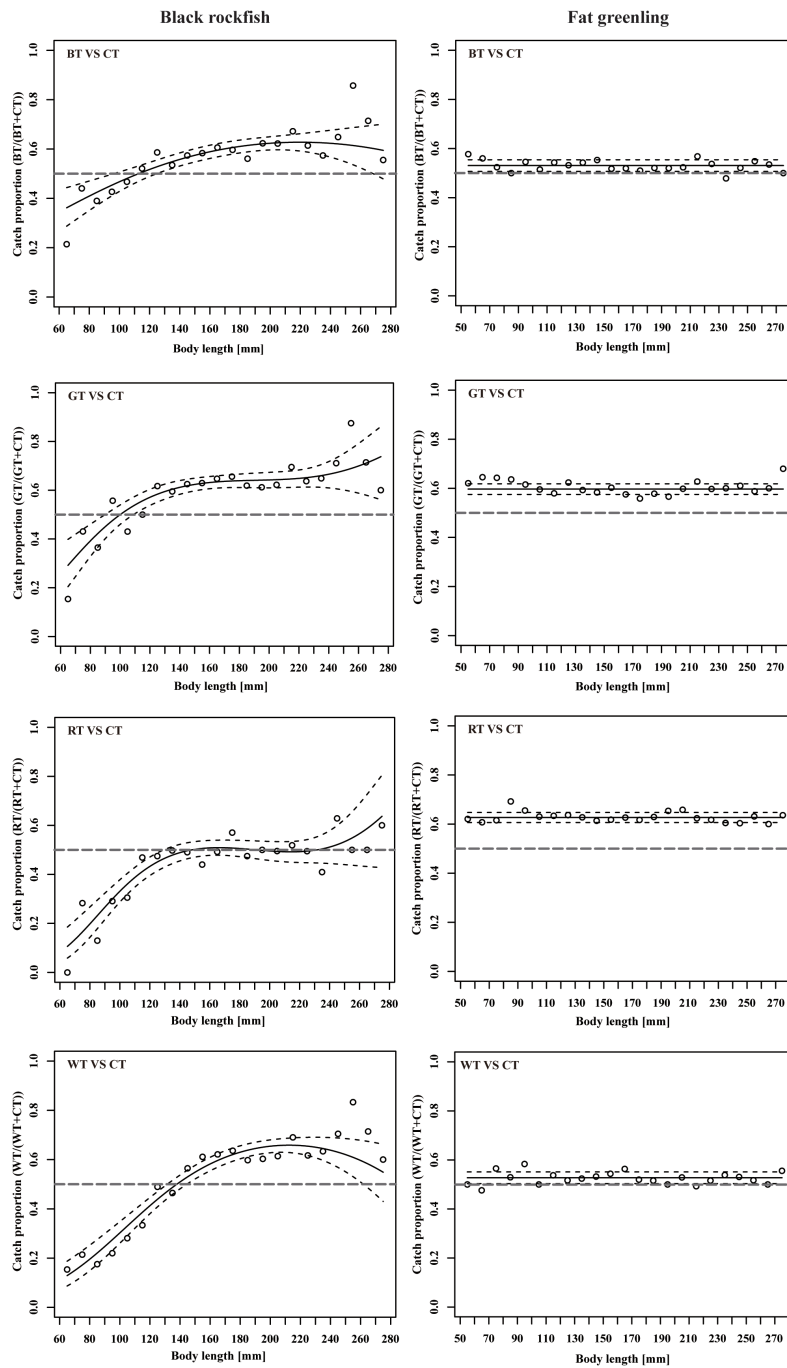 Black rockfish
Fat greenling
BT VS CT
Catch proportion (BT/(BT+CT))
0.0 0.2 0.4 0.6 0.8 1.0
60 80 100 120 140 160 180 200 220 240 260 280
Body length [mm]
BT VS CT
Catch proportion (BT/(BT+CT))
0.0 0.2 0.4 0.6 0.8 1.0
50 70 90 110 130 150 170 190 210 230 250 270
Body length [mm]
GT VS CT
Catch proportion (GT/(GT+CT))
0.0 0.2 0.4 0.6 0.8 1.0
60 80 100 120 140 160 180 200 220 240 260 280
Body length [mm]
GT VS CT
Catch proportion (GT/(GT+CT))
0.0 0.2 0.4 0.6 0.8 1.0
50 70 90 110 130 150 170 190 210 230 250 270
Body length [mm]
RT VS CT
Catch proportion (RT/(RT+CT))
0.0 0.2 0.4 0.6 0.8 1.0
60 80 100 120 140 160 180 200 220 240 260 280
Body length [mm]
RT VS CT
Catch proportion (RT/(RT+CT))
0.0 0.2 0.4 0.6 0.8 1.0
50 70 90 110 130 150 170 190 210 230 250 270
Body length [mm]
WT VS CT
Catch proportion (WT/(WT+CT))
0.0 0.2 0.4 0.6 0.8 1.0
60 80 100 120 140 160 180 200 220 240 260 280
Body length [mm]
WT VS CT
Catch proportion (WT/(WT+CT))
0.0 0.2 0.4 0.6 0.8 1.0
50 70 90 110 130 150 170 190 210 230 250 270
Body length [mm]